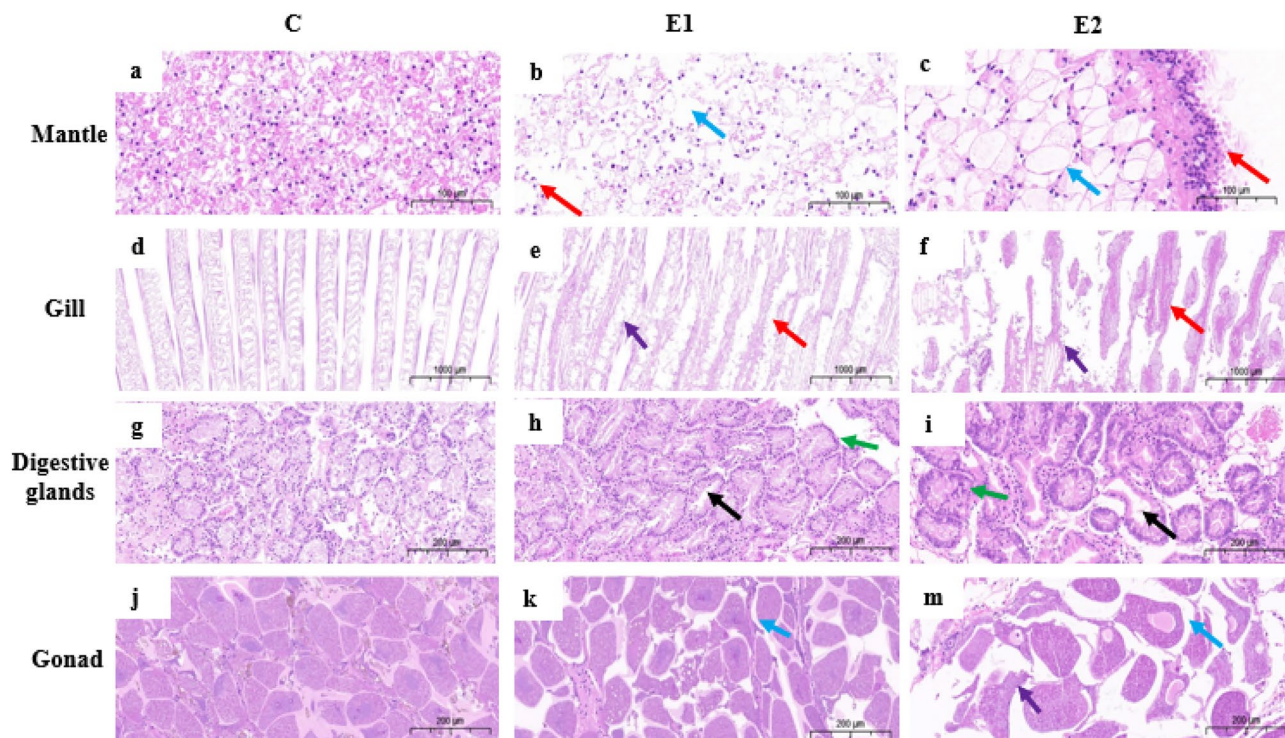 C E1 E2
Mantle
a b c
100 μm 100 μm 100 μm
Gill
d e f
1000 μm 1000 μm 1000 μm
Digestive
glands
g h i
200 μm 200 μm 200 μm
Gonad
j k m
200 μm 200 μm 200 μm